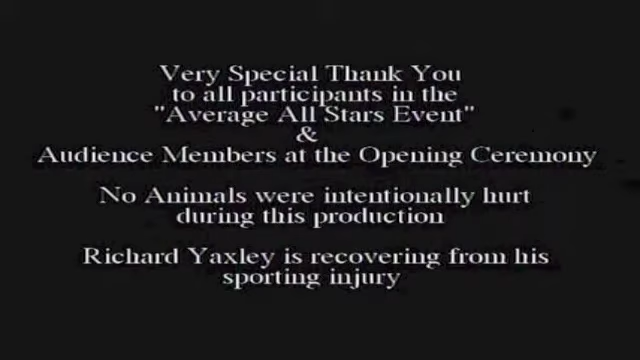 Very Special Thank You
to all participants in the
"Average All Stars Event"
&
Audience Members at the Opening Ceremony
No Animals were intentionally hurt
during this production
Richard Yaxley is recovering from his
sporting injury